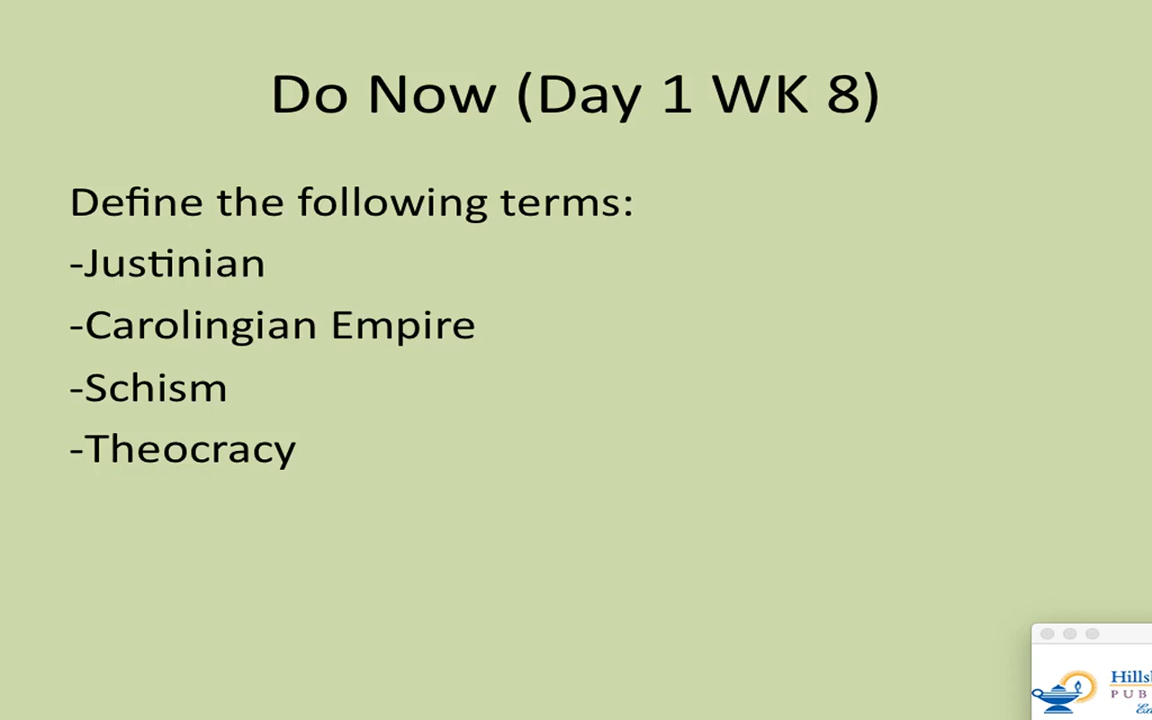 Do Now (Day 1 WK 8)
Define the following terms:
-Justinian
-Carolingian Empire
-Schism
-Theocracy